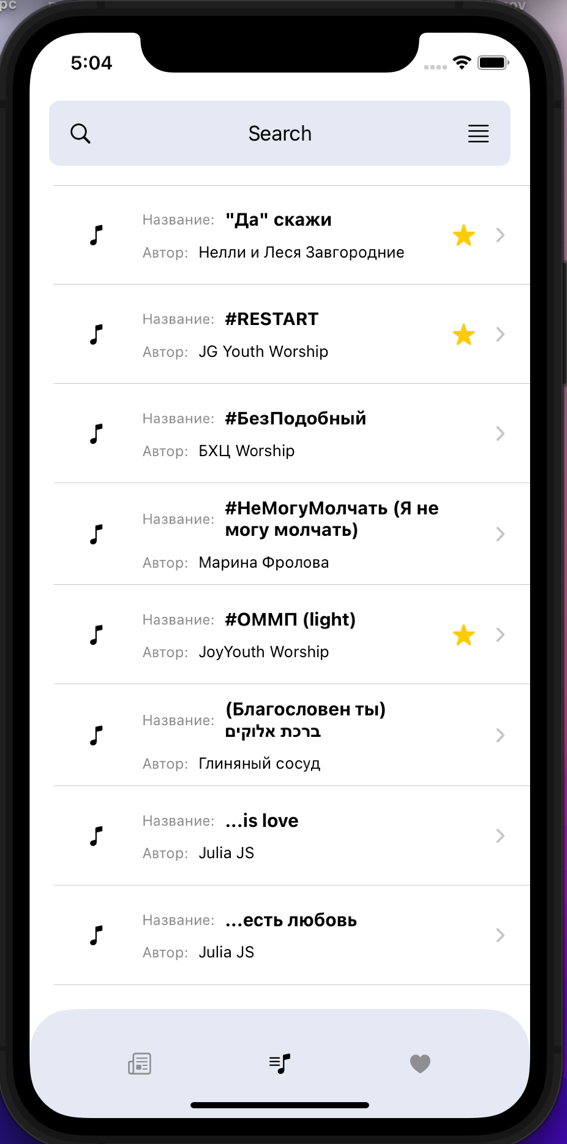 5:04
Search
Название: "Да" скажи
Автор: Нелли и Леся Завгородние
Название: #RESTART
Автор: JG Youth Worship
Название: #БезПодобный
Автор: БХЦ Worship
Название: #НеМогуМолчать (Я не
могу молчать)
Автор: Марина Фролова
Название: #ОММП (light)
Автор: JoyYouth Worship
Название: (Благословен ты)
ברכת אלוקים
Автор: Глиняный сосуд
Название: ...is love
Автор: Julia JS
Название: ...есть любовь
Автор: Julia JS